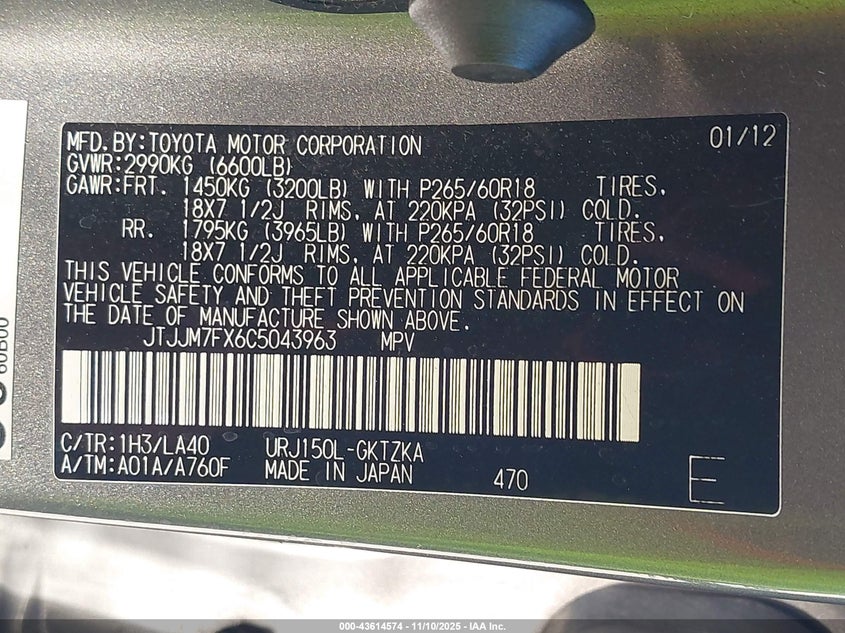 MFD.BY:TOYOTA MOTOR CORPORATION 01/12
GVWR:2990KG (6600LB)
GAWR:FRT. 1450KG (3200LB) WITH P265/60R18 TIRES,
18X7 1/2J RIMS, AT 220KPA (32PSI) COLD.
RR. 1795KG (3965LB) WITH P265/60R18 TIRES,
18X7 1/2J RIMS, AT 220KPA (32PSI) COLD.
THIS VEHICLE CONFORMS TO ALL APPLICABLE FEDERAL MOTOR
VEHICLE SAFETY AND THEFT PREVENTION STANDARDS IN EFFECT ON
THE DATE OF MANUFACTURE SHOWN ABOVE.
JTJJM7FX6C5043963 MPV
C/TR:1H3/LA40 URJ150L-GKTZKA
A/TM:A01A/A760F MADE IN JAPAN 470 E
60B00
000-43614574 - 11/10/2025 - IAA Inc.